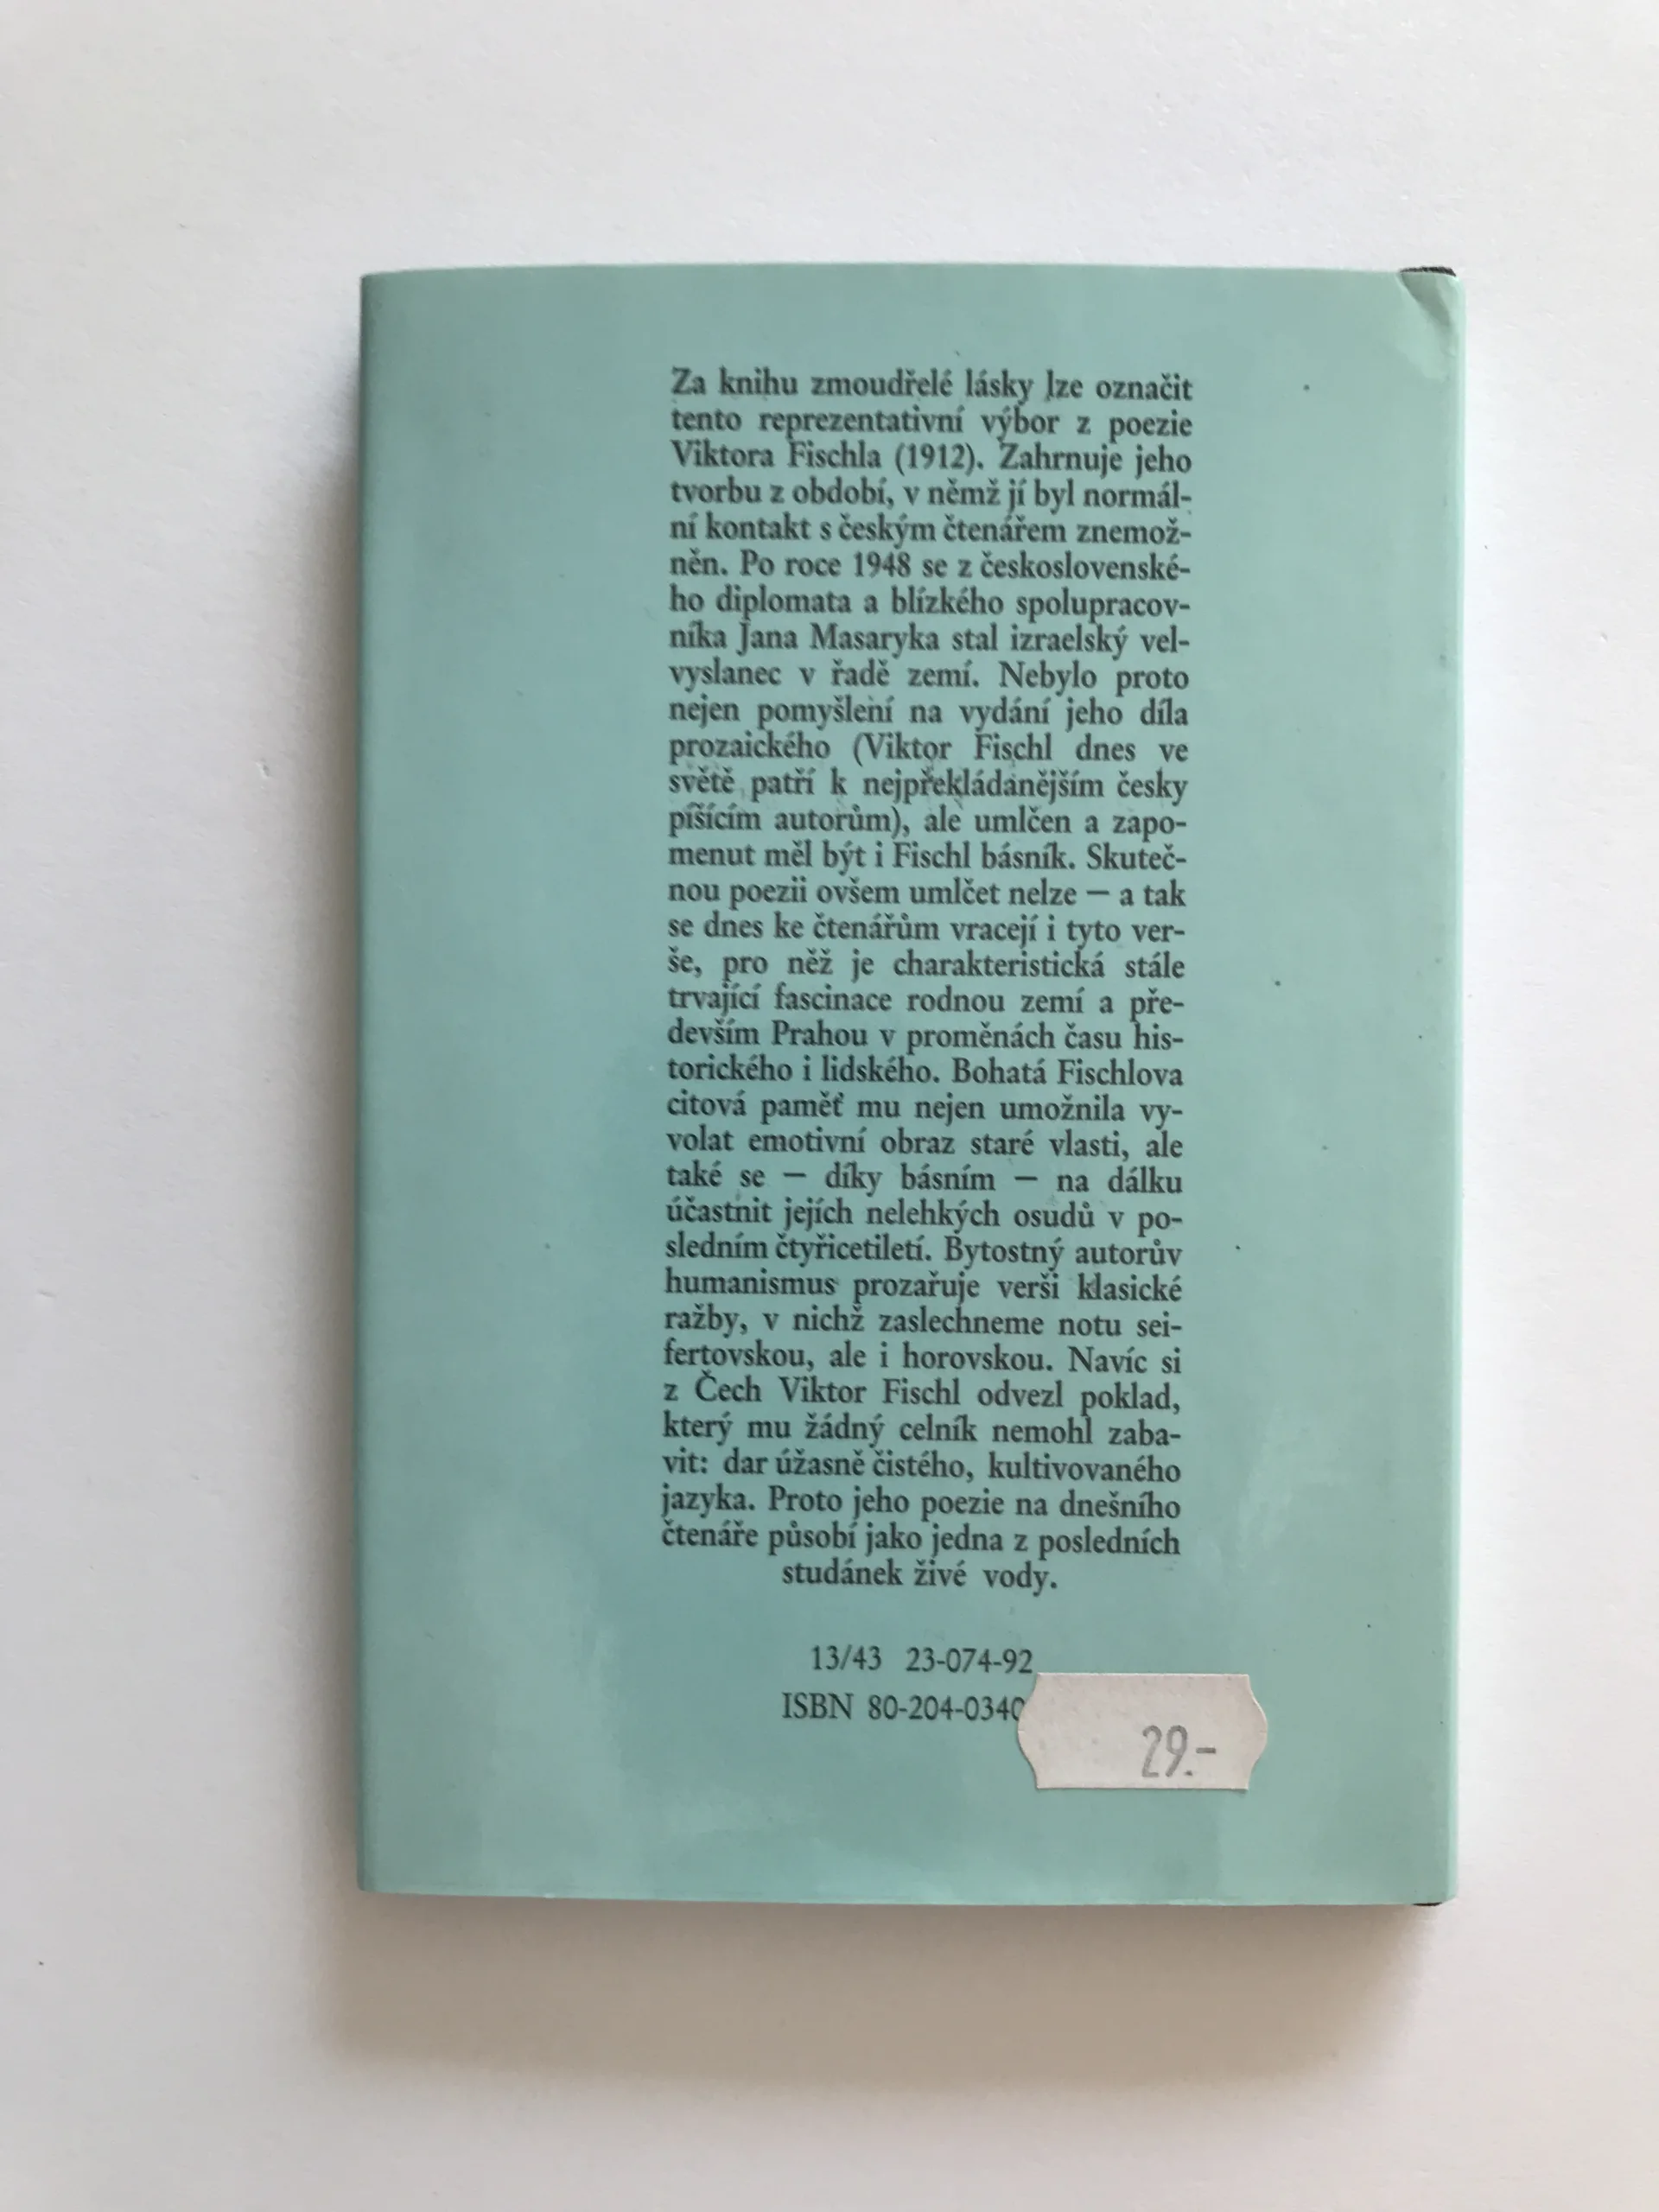 Za knihu zmoudřelé lásky lze označit
tento reprezentativní výbor z poezie
Viktora Fischla (1912). Zahrnuje jeho
tvorbu z období, v němž jí byl normál-
ní kontakt s českým čtenářem znemož-
něn. Po roce 1948 se z československé-
ho diplomata a blízkého spolupracov-
níka Jana Masaryka stal izraelský vel-
vyslanec v řadě zemí. Nebylo proto
nejen pomyšlení na vydání jeho díla
prozaického (Viktor Fischl dnes ve
světě patří k nejpřekládanějším česky
píšícím autorům), ale umlčen a zapo-
menut měl být i Fischl básník. Skuteč-
nou poezii ovšem umlčet nelze — a tak
se dnes ke čtenářům vracejí i tyto ver-
še, pro něž je charakteristická stále
trvající fascinace rodnou zemí a pře-
devším Prahou v proměnách času his-
torického i lidského. Bohatá Fischlova
citová paměť mu nejen umožnila vy-
volat emotivní obraz staré vlasti, ale
také se — díky básním — na dálku
účastnit jejích nelehkých osudů v po-
sledním čtyřicetiletí. Bytostný autorův
humanismus prozařuje verši klasické
ražby, v nichž zaslechneme notu sei-
fertovskou, ale i horovskou. Navíc si
z Čech Viktor Fischl odvezl poklad,
který mu žádný celník nemohl zaba-
vit: dar úžasně čistého, kultivovaného
jazyka. Proto jeho poezie na dnešního
čtenáře působí jako jedna z posledních
studánek živé vody.
13/43 23-074-92
ISBN 80-204-0340
29.-